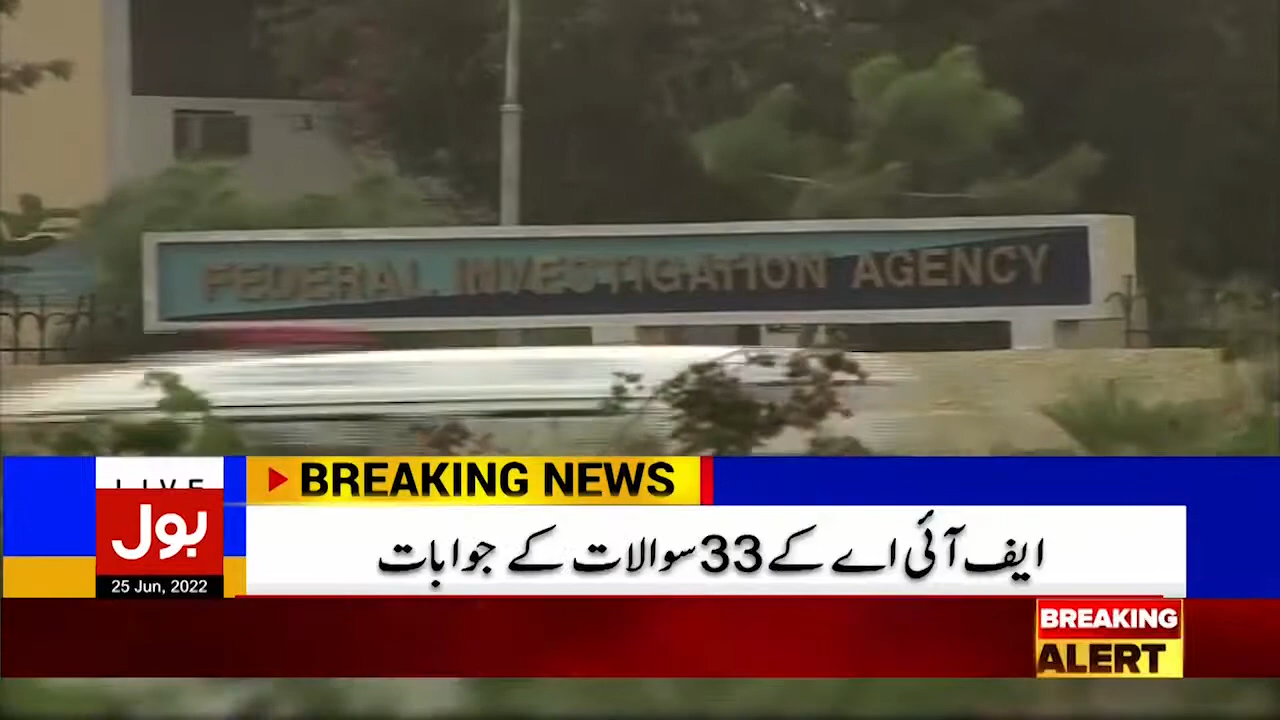 FEDERAL INVESTIGATION AGENCY
LIVE
BREAKING NEWS
بول
ایف آئی اے کے 33 سوالات کے جوابات
25 Jun, 2022
BREAKING
ALERT